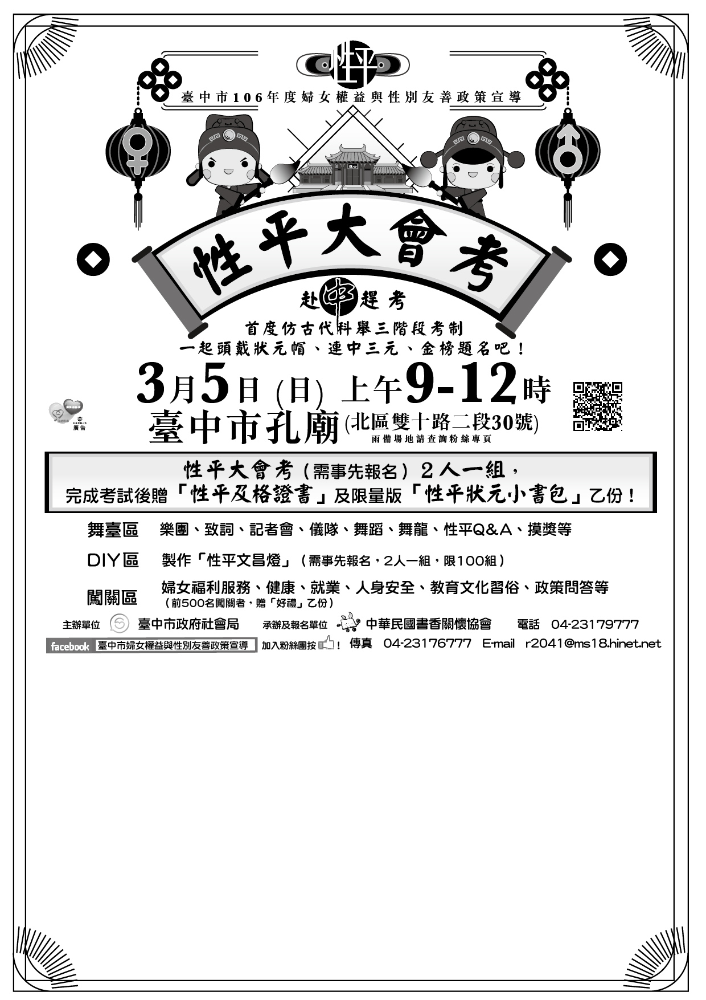 性平
臺中市106年度婦女權益與性別友善政策宣導
性平大會考
赴中趕考
首度仿古代科舉三階段考制
一起頭戴狀元帽、連中三元、金榜題名吧！
3月5日(日) 上午9-12時
臺中市孔廟(北區雙十路二段30號)
雨備場地請查詢粉絲專頁
廣告
性平大會考（需事先報名）2人一組，
完成考試後贈「性平及格證書」及限量版「性平狀元小書包」乙份！
舞臺區 樂團、致詞、記者會、儀隊、舞蹈、舞龍、性平Q&A、摸獎等
DIY區 製作「性平文昌燈」（需事先報名，2人一組，限100組）
闖關區 婦女福利服務、健康、就業、人身安全、教育文化習俗、政策問答等
（前500名闖關者，贈「好禮」乙份）
主辦單位 臺中市政府社會局 承辦及報名單位 中華民國書香關懷協會 電話 04-23179777
facebook 臺中市婦女權益與性別友善政策宣導 加入粉絲團按！ 傳真 04-23176777 E-mail r2041@ms18.hinet.net